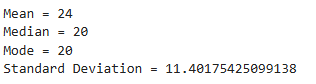 Mean = 24
Median = 20
Mode = 20
Standard Deviation = 11.40175425099138